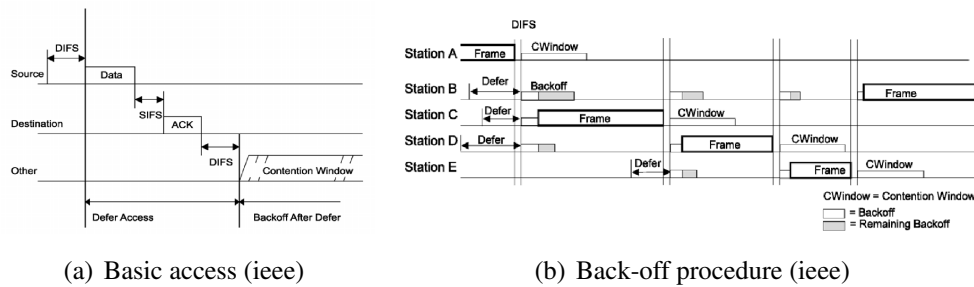 DIFS
Source
Data
SIFS
Destination
ACK
DIFS
Other
Contention Window
Defer Access
Backoff After Defer
(a) Basic access (ieee)
DIFS
Station A
Frame
CWindow
Station B
Defer
Backoff
Frame
Station C
Defer
Frame
CWindow
Station D
Defer
Frame
CWindow
Station E
Defer
Frame
CWindow
CWindow = Contention Window
= Backoff
= Remaining Backoff
(b) Back-off procedure (ieee)